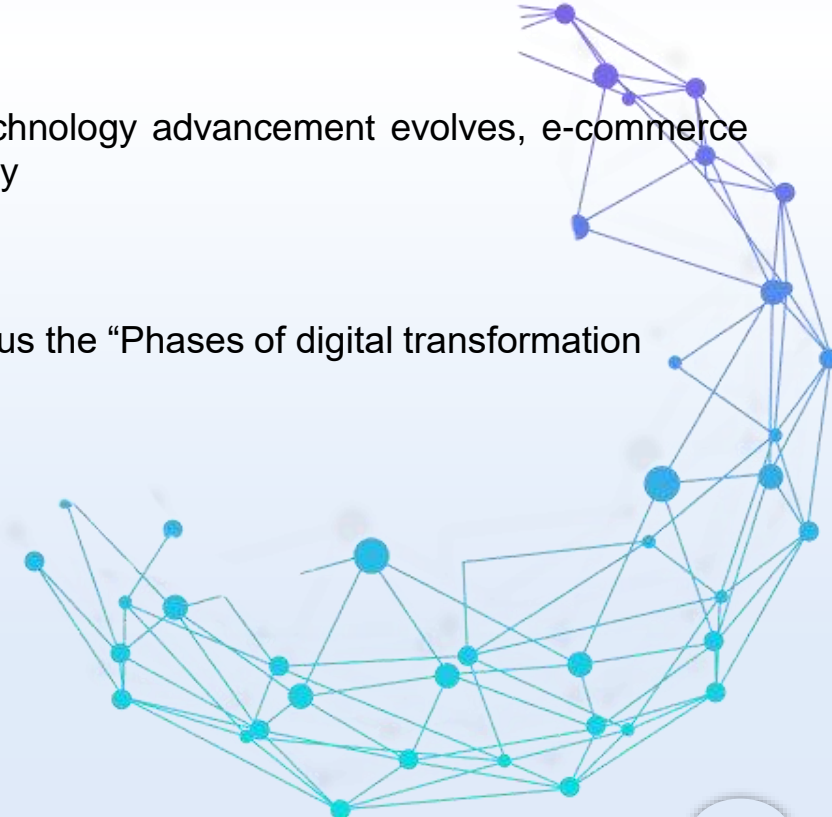 chnology advancement evolves, e-commerce
y
us the “Phases of digital transformation